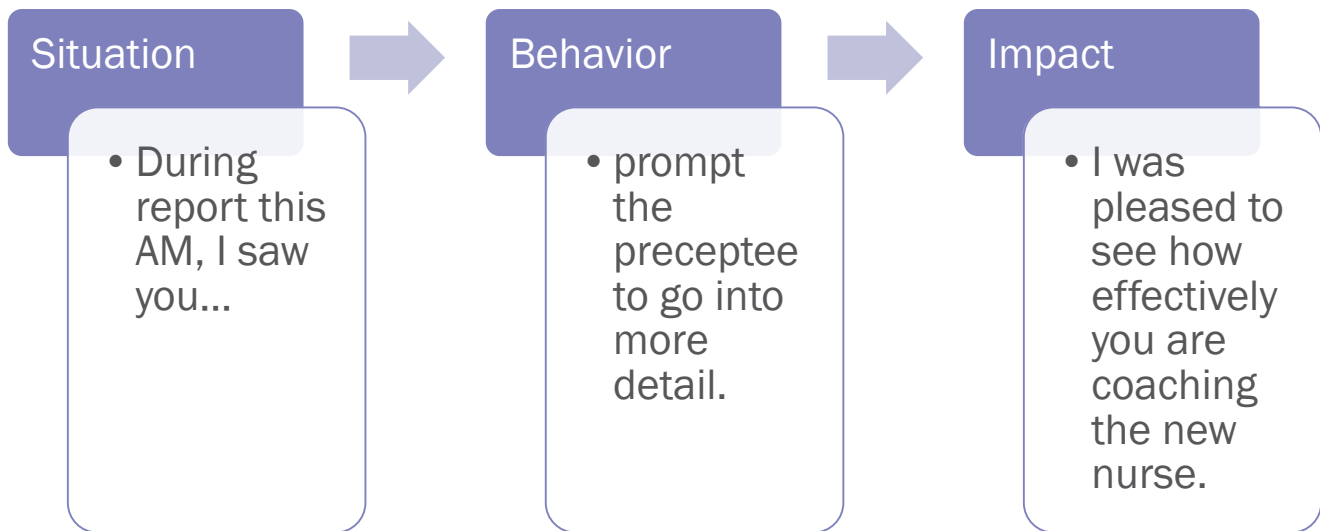 Situation
• During
report this
AM, I saw
you...
Behavior
• prompt
the
preceptee
to go into
more
detail.
Impact
• I was
pleased to
see how
effectively
you are
coaching
the new
nurse.